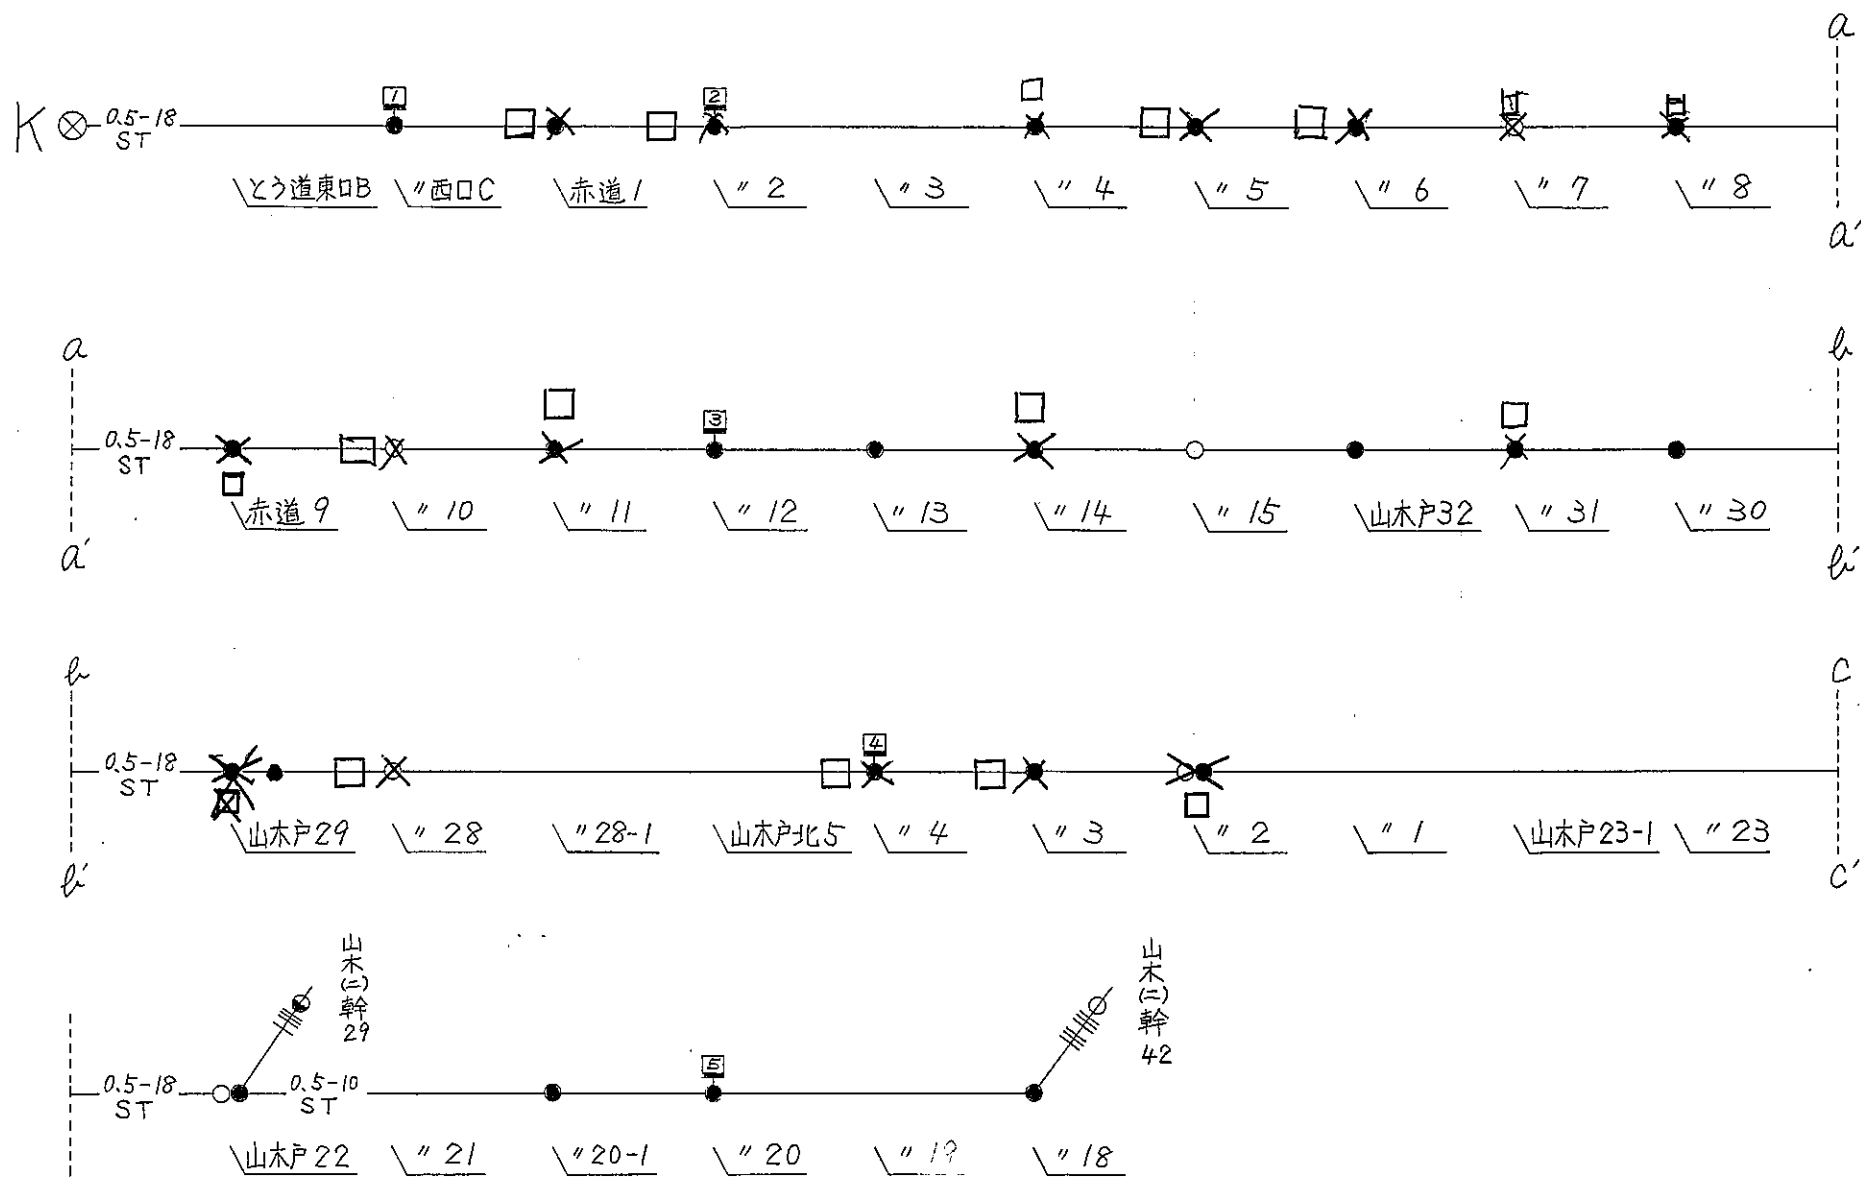 a
K 0.5-18 ST 1 2
とう道東口B 〃西口C 赤道1 〃2 〃3 〃4 〃5 〃6 〃7 〃8
a'
a b
0.5-18 ST 3
赤道9 〃10 〃11 〃12 〃13 〃14 〃15 山木戸32 〃31 〃30
a' b'
b c
0.5-18 ST 4
山木戸29 〃28 〃28-1 山木戸北5 〃4 〃3 〃2 〃1 山木戸23-1 〃23
b' c'
山木(二)幹29 山木(二)幹42
0.5-18 ST 0.5-10 ST 5
山木戸22 〃21 〃20-1 〃20 〃19 〃18